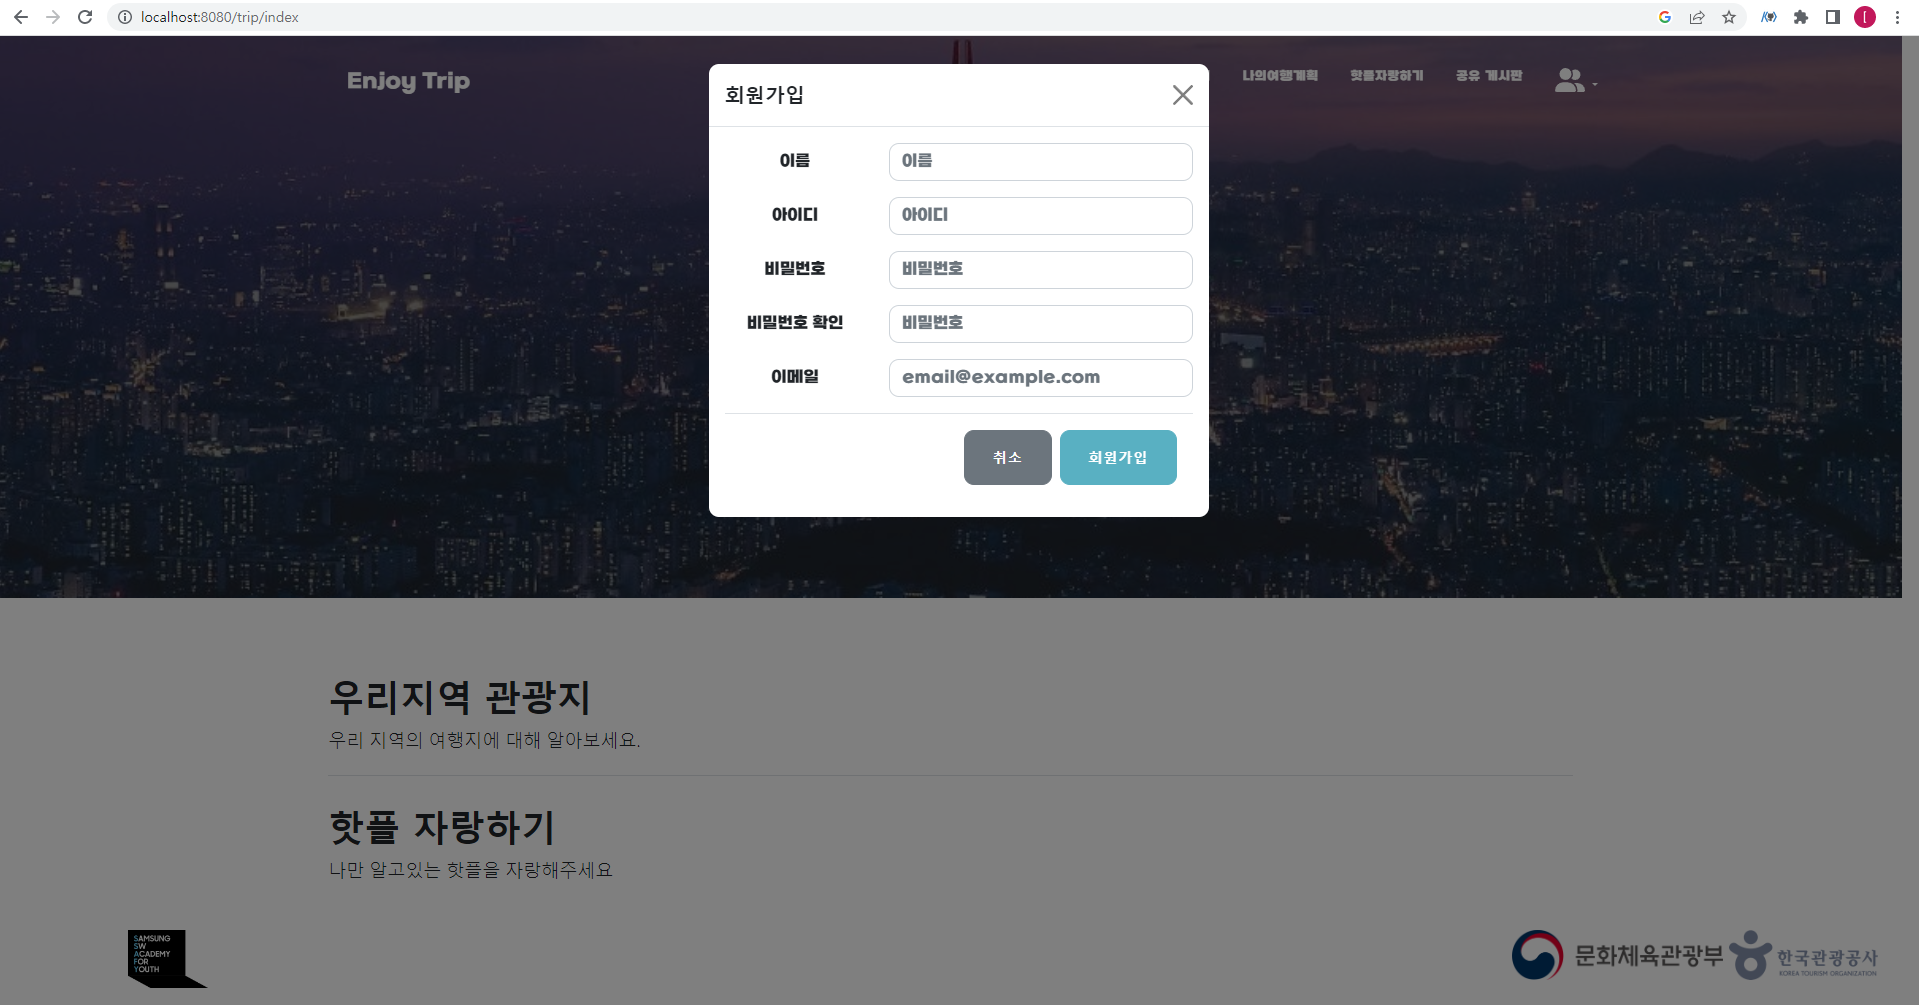 localhost:8080/trip/index
Enjoy Trip
나의여행계획
핫플자랑하기
공유 게시판
회원가입
이름
이름
아이디
아이디
비밀번호
비밀번호
비밀번호 확인
비밀번호
이메일
email@example.com
취소
회원가입
우리지역 관광지
우리 지역의 여행지에 대해 알아보세요.
핫플 자랑하기
나만 알고있는 핫플을 자랑해주세요
SAMSUNG
SW
ACADEMY
FOR
YOUTH
문화체육관광부
한국관광공사
KOREA TOURISM ORGANIZATION